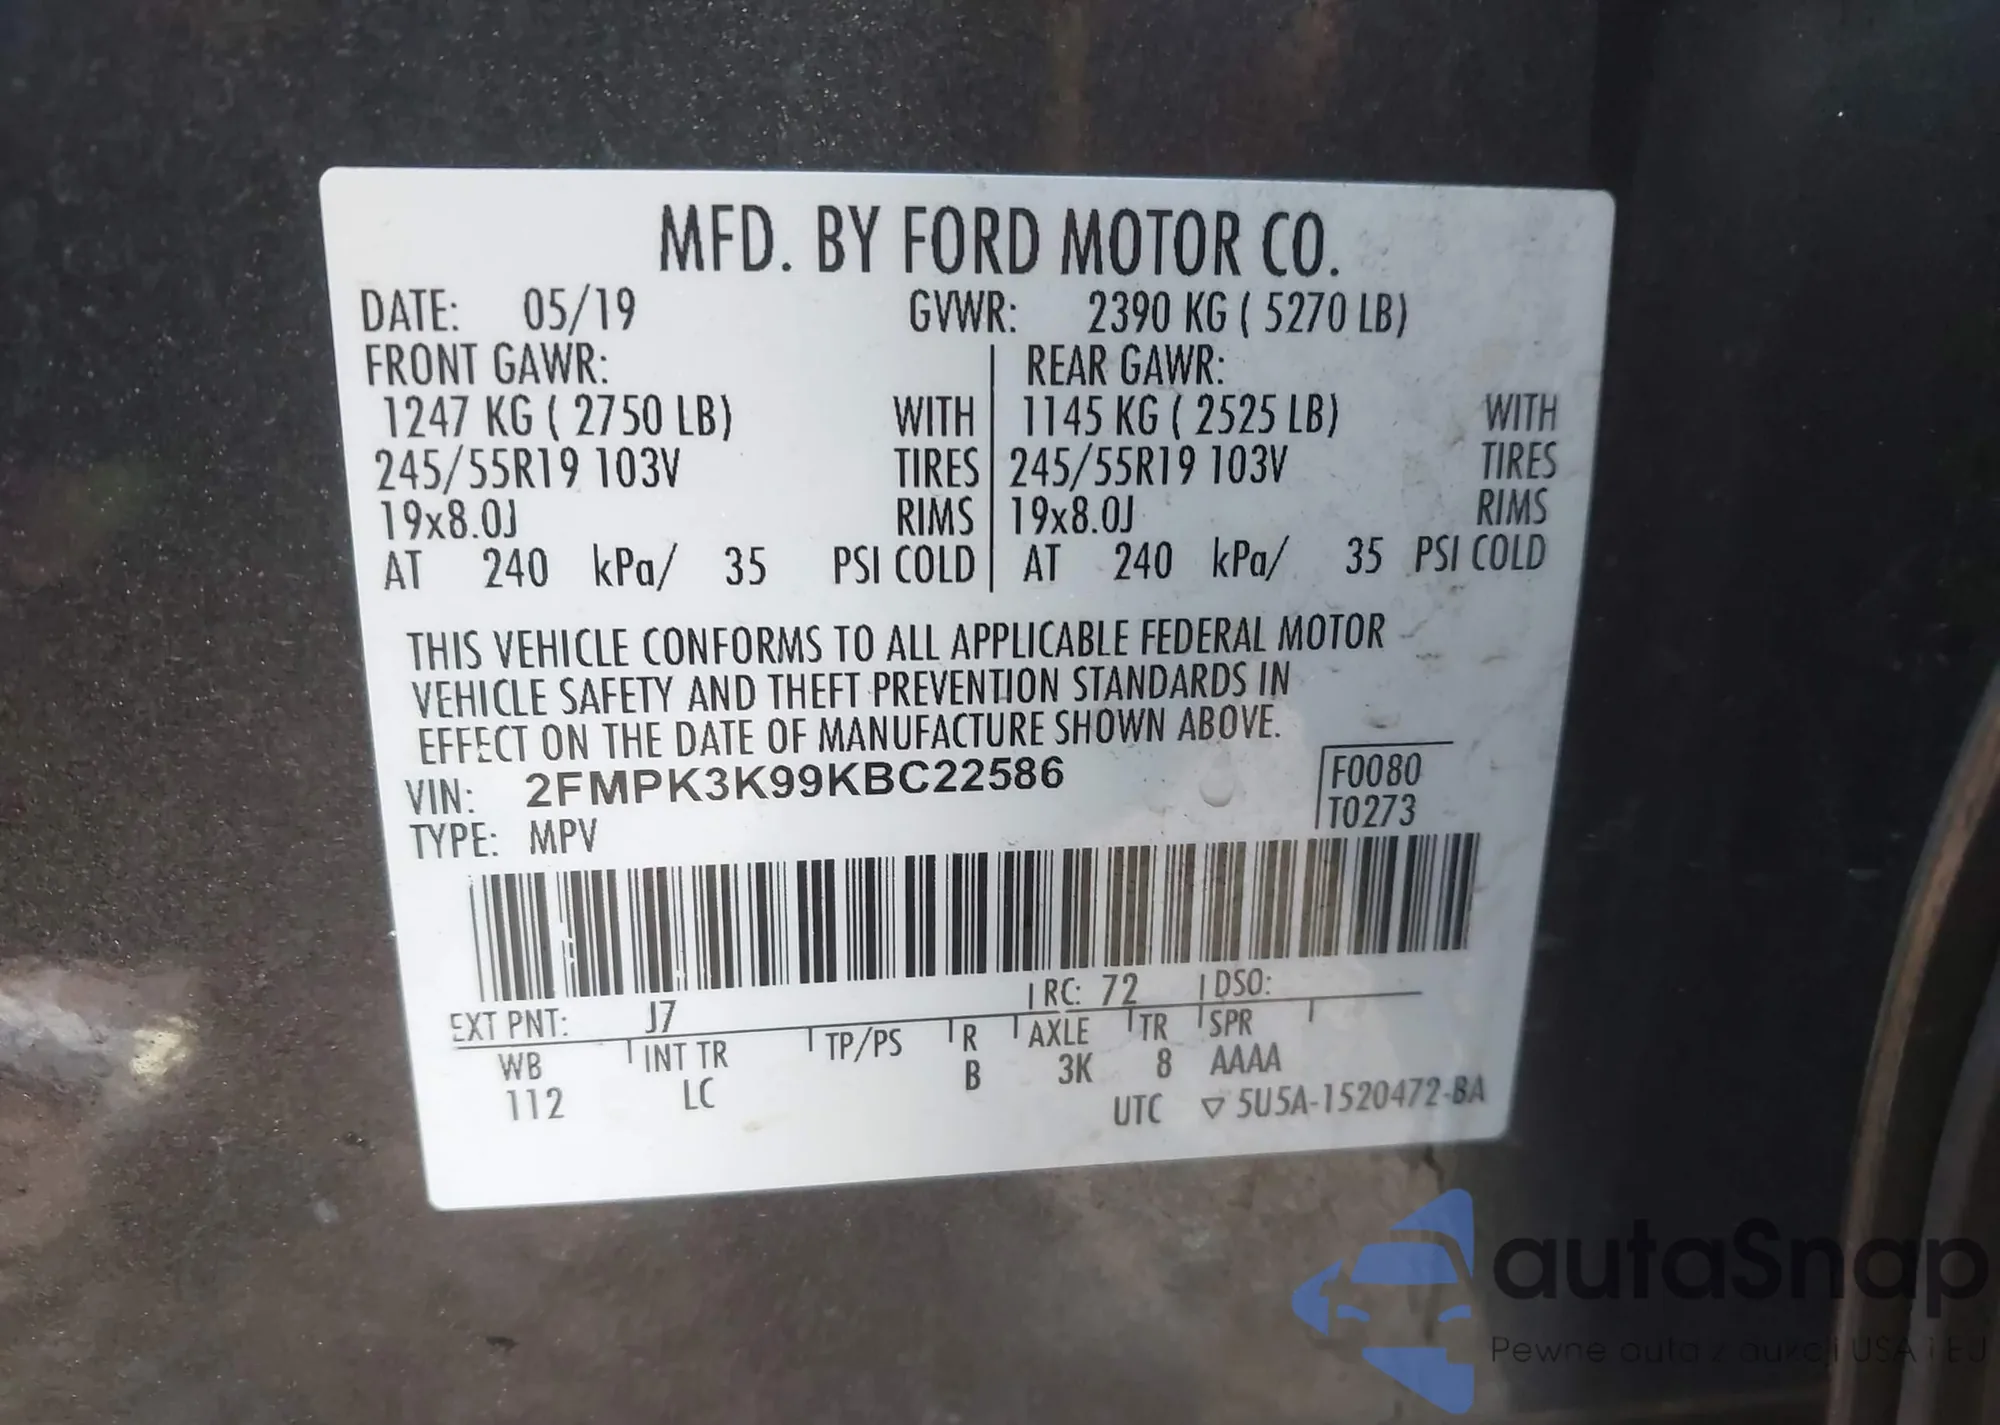 MFD. BY FORD MOTOR CO.
DATE: 05/19 GVWR: 2390 KG ( 5270 LB)
FRONT GAWR: REAR GAWR:
1247 KG ( 2750 LB) WITH 1145 KG ( 2525 LB) WITH
245/55R19 103V TIRES 245/55R19 103V TIRES
19x8.0J RIMS 19x8.0J RIMS
AT 240 kPa/ 35 PSI COLD AT 240 kPa/ 35 PSI COLD
THIS VEHICLE CONFORMS TO ALL APPLICABLE FEDERAL MOTOR
VEHICLE SAFETY AND THEFT PREVENTION STANDARDS IN
EFFECT ON THE DATE OF MANUFACTURE SHOWN ABOVE.
VIN: 2FMPK3K99KBC22586 F0080
TYPE: MPV T0273
EXT PNT: J7 RC: 72 DSO:
WB INT TR TP/PS R AXLE TR SPR
112 LC B 3K 8 AAAA
UTC ▽ 5U5A-1520472-BA
autaSnap
Pewne auta z aukcji USA i EU